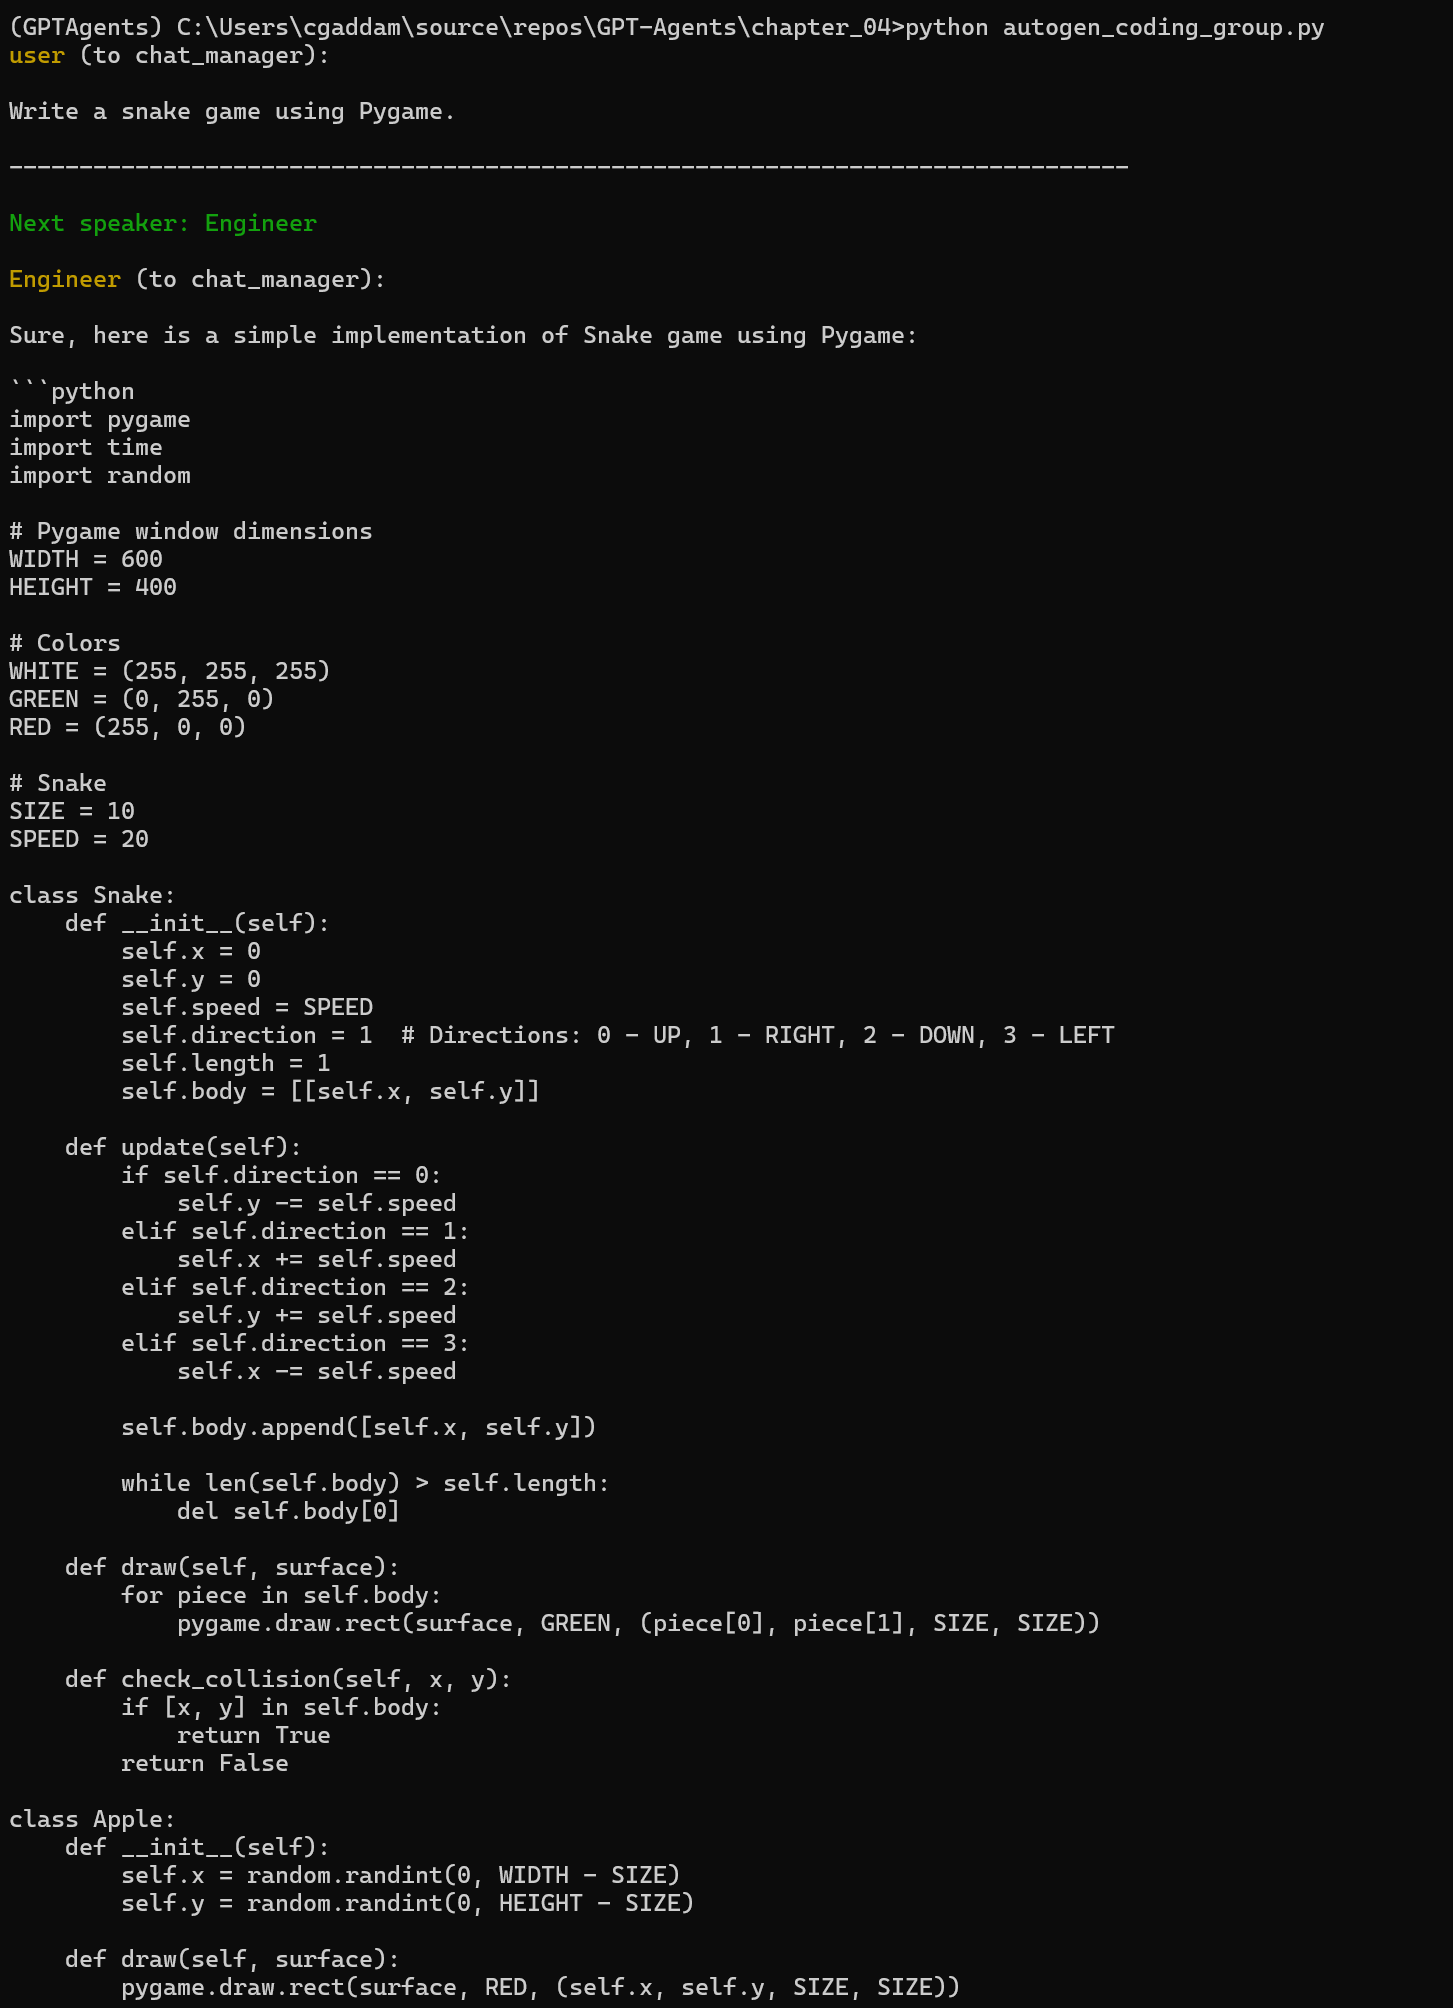 (GPTAgents) C:\Users\cgaddam\source\repos\GPT-Agents\chapter_04>python autogen_coding_group.py
user (to chat_manager):

Write a snake game using Pygame.

--------------------------------------------------------------------------------

Next speaker: Engineer

Engineer (to chat_manager):

Sure, here is a simple implementation of Snake game using Pygame:

```python
import pygame
import time
import random

# Pygame window dimensions
WIDTH = 600
HEIGHT = 400

# Colors
WHITE = (255, 255, 255)
GREEN = (0, 255, 0)
RED = (255, 0, 0)

# Snake
SIZE = 10
SPEED = 20

class Snake:
    def __init__(self):
        self.x = 0
        self.y = 0
        self.speed = SPEED
        self.direction = 1  # Directions: 0 - UP, 1 - RIGHT, 2 - DOWN, 3 - LEFT
        self.length = 1
        self.body = [[self.x, self.y]]

    def update(self):
        if self.direction == 0:
            self.y -= self.speed
        elif self.direction == 1:
            self.x += self.speed
        elif self.direction == 2:
            self.y += self.speed
        elif self.direction == 3:
            self.x -= self.speed

        self.body.append([self.x, self.y])

        while len(self.body) > self.length:
            del self.body[0]

    def draw(self, surface):
        for piece in self.body:
            pygame.draw.rect(surface, GREEN, (piece[0], piece[1], SIZE, SIZE))

    def check_collision(self, x, y):
        if [x, y] in self.body:
            return True
        return False

class Apple:
    def __init__(self):
        self.x = random.randint(0, WIDTH - SIZE)
        self.y = random.randint(0, HEIGHT - SIZE)

    def draw(self, surface):
        pygame.draw.rect(surface, RED, (self.x, self.y, SIZE, SIZE))